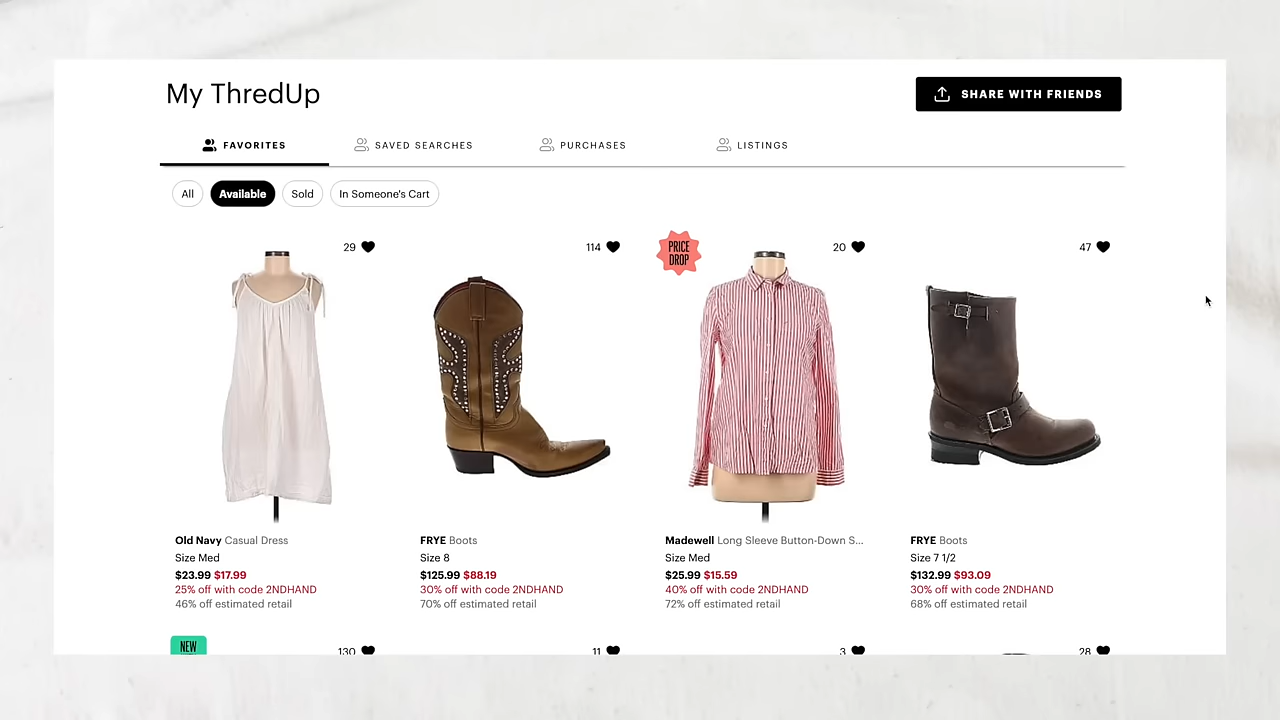 My ThredUp
SHARE WITH FRIENDS
FAVORITES
SAVED SEARCHES
PURCHASES
LISTINGS
All
Available
Sold
In Someone's Cart
29
114
PRICE
DROP
20
47
Old Navy Casual Dress
Size Med
$23.99 $17.99
25% off with code 2NDHAND
46% off estimated retail
FRYE Boots
Size 8
$125.99 $88.19
30% off with code 2NDHAND
70% off estimated retail
Madewell Long Sleeve Button-Down S...
Size Med
$25.99 $15.59
40% off with code 2NDHAND
72% off estimated retail
FRYE Boots
Size 7 1/2
$132.99 $93.09
30% off with code 2NDHAND
68% off estimated retail
NEW
130
11
3
28